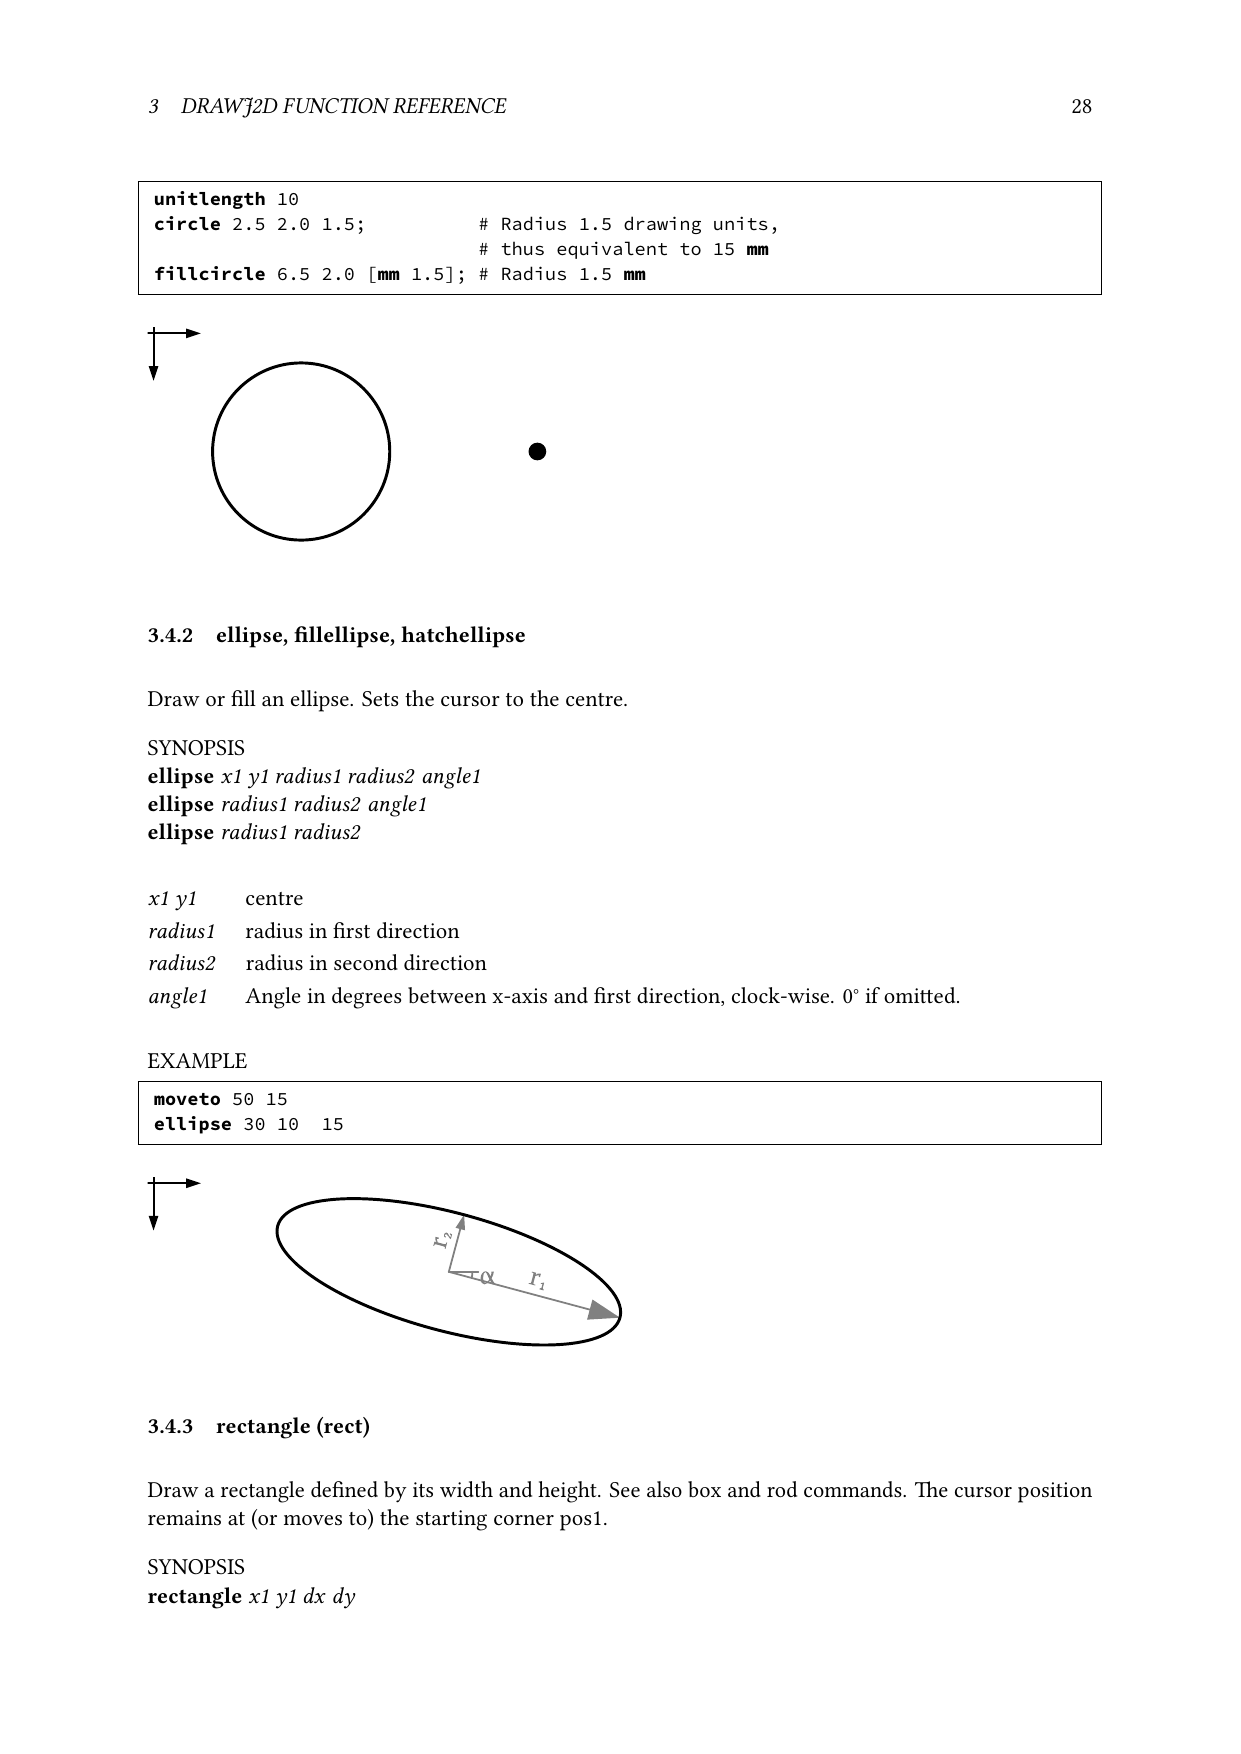 3 DRAWJ2D FUNCTION REFERENCE 28
unitlength 10
circle 2.5 2.0 1.5; # Radius 1.5 drawing units,
# thus equivalent to 15 mm
fillcircle 6.5 2.0 [mm 1.5]; # Radius 1.5 mm
3.4.2 ellipse, fillellipse, hatchellipse
Draw or fill an ellipse. Sets the cursor to the centre.
SYNOPSIS
ellipse x1 y1 radius1 radius2 angle1
ellipse radius1 radius2 angle1
ellipse radius1 radius2
x1 y1 centre
radius1 radius in first direction
radius2 radius in second direction
angle1 Angle in degrees between x-axis and first direction, clock-wise. 0° if omitted.
EXAMPLE
moveto 50 15
ellipse 30 10  15
r₂
α r₁
3.4.3 rectangle (rect)
Draw a rectangle defined by its width and height. See also box and rod commands. The cursor position
remains at (or moves to) the starting corner pos1.
SYNOPSIS
rectangle x1 y1 dx dy